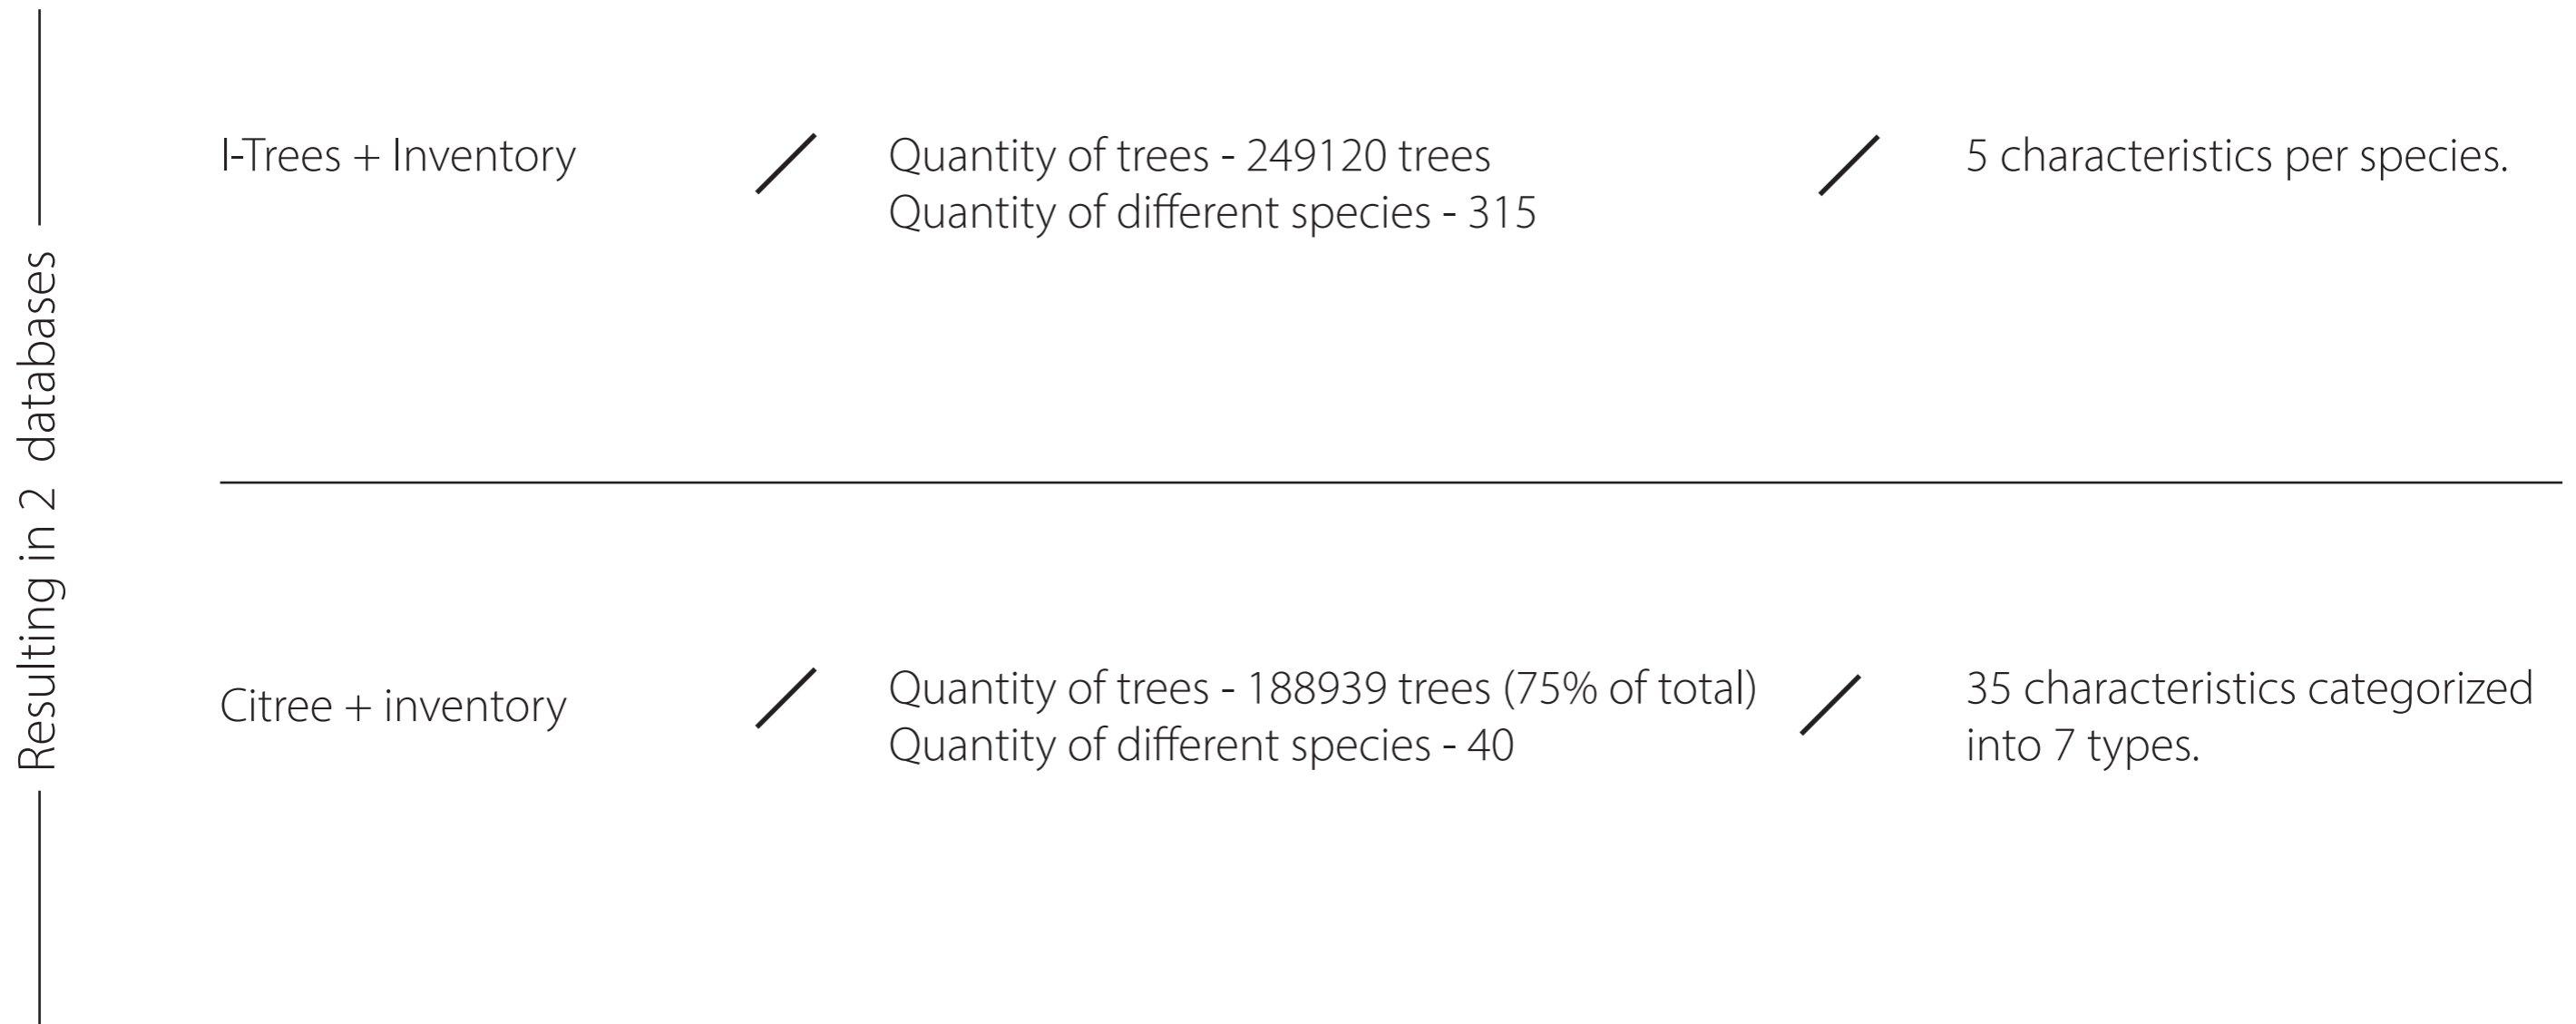 Resulting in 2 databases
I-Trees + Inventory
Quantity of trees - 249120 trees
Quantity of different species - 315
5 characteristics per species.
Citree + inventory
Quantity of trees - 188939 trees (75% of total)
Quantity of different species - 40
35 characteristics categorized
into 7 types.